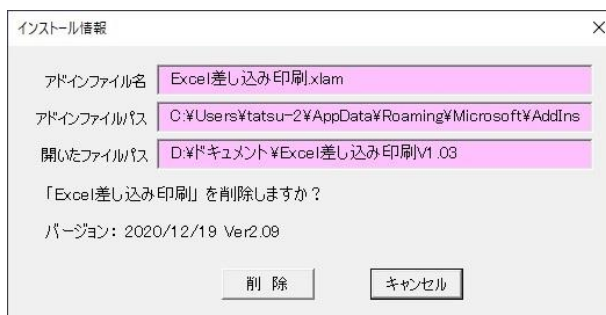 インストール情報
アドインファイル名 Excel差し込み印刷.xlam
アドインファイルパス C:¥Users¥tatsu-2¥AppData¥Roaming¥Microsoft¥AddIns
開いたファイルパス D:¥ドキュメント¥Excel差し込み印刷V1.03
「Excel差し込み印刷」を削除しますか？
バージョン： 2020/12/19 Ver2.09
削 除 キャンセル